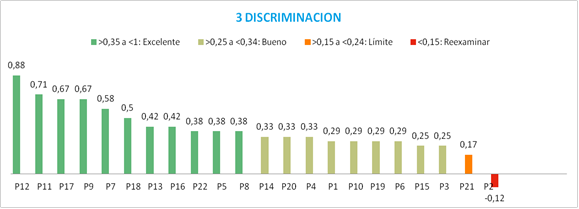 3 DISCRIMINACION
>0,35 a <1: Excelente >0,25 a <0,34: Bueno >0,15 a <0,24: Límite <0,15: Reexaminar
0,88 0,71 0,67 0,67 0,58 0,5 0,42 0,42 0,38 0,38 0,38 0,33 0,33 0,33 0,29 0,29 0,29 0,29 0,25 0,25 0,17
P12 P11 P17 P9 P7 P18 P13 P16 P22 P5 P8 P14 P20 P4 P1 P10 P19 P6 P15 P3 P21 P2
-0,12